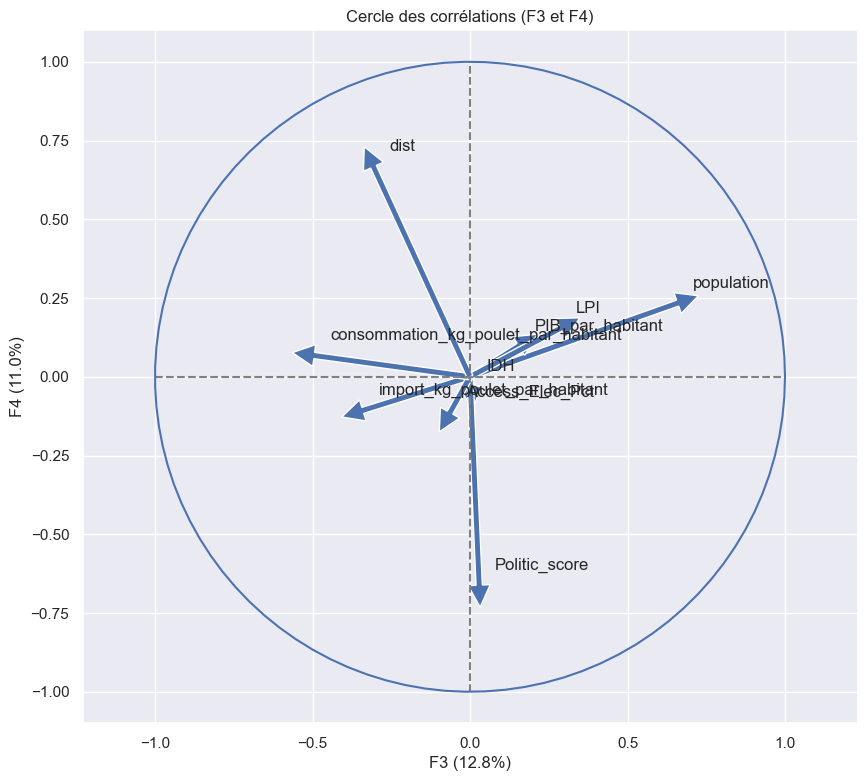 Cercle des corrélations (F3 et F4)
1.00
0.75
0.50
0.25
0.00
−0.25
−0.50
−0.75
−1.00
F4 (11.0%)
dist
population
LPI
PIB_par_habitant
consommation_kg_poulet_par_habitant
IDH
import_kg_poulet_par_habitant
Access_Elec_Pct
Politic_score
−1.0
−0.5
0.0
0.5
1.0
F3 (12.8%)